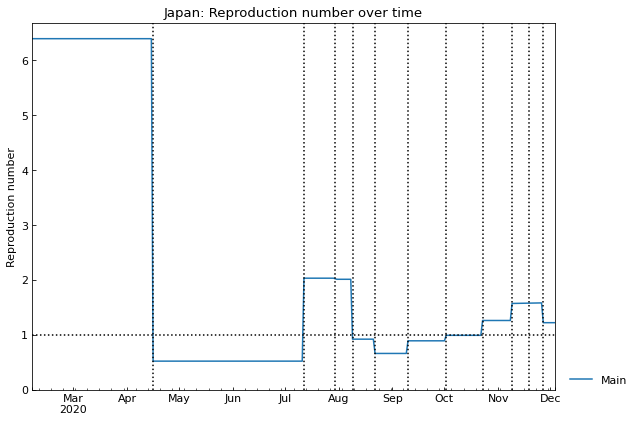 Japan: Reproduction number over time
Reproduction number
6
5
4
3
2
1
0
Mar
2020
Apr
May
Jun
Jul
Aug
Sep
Oct
Nov
Dec
Main